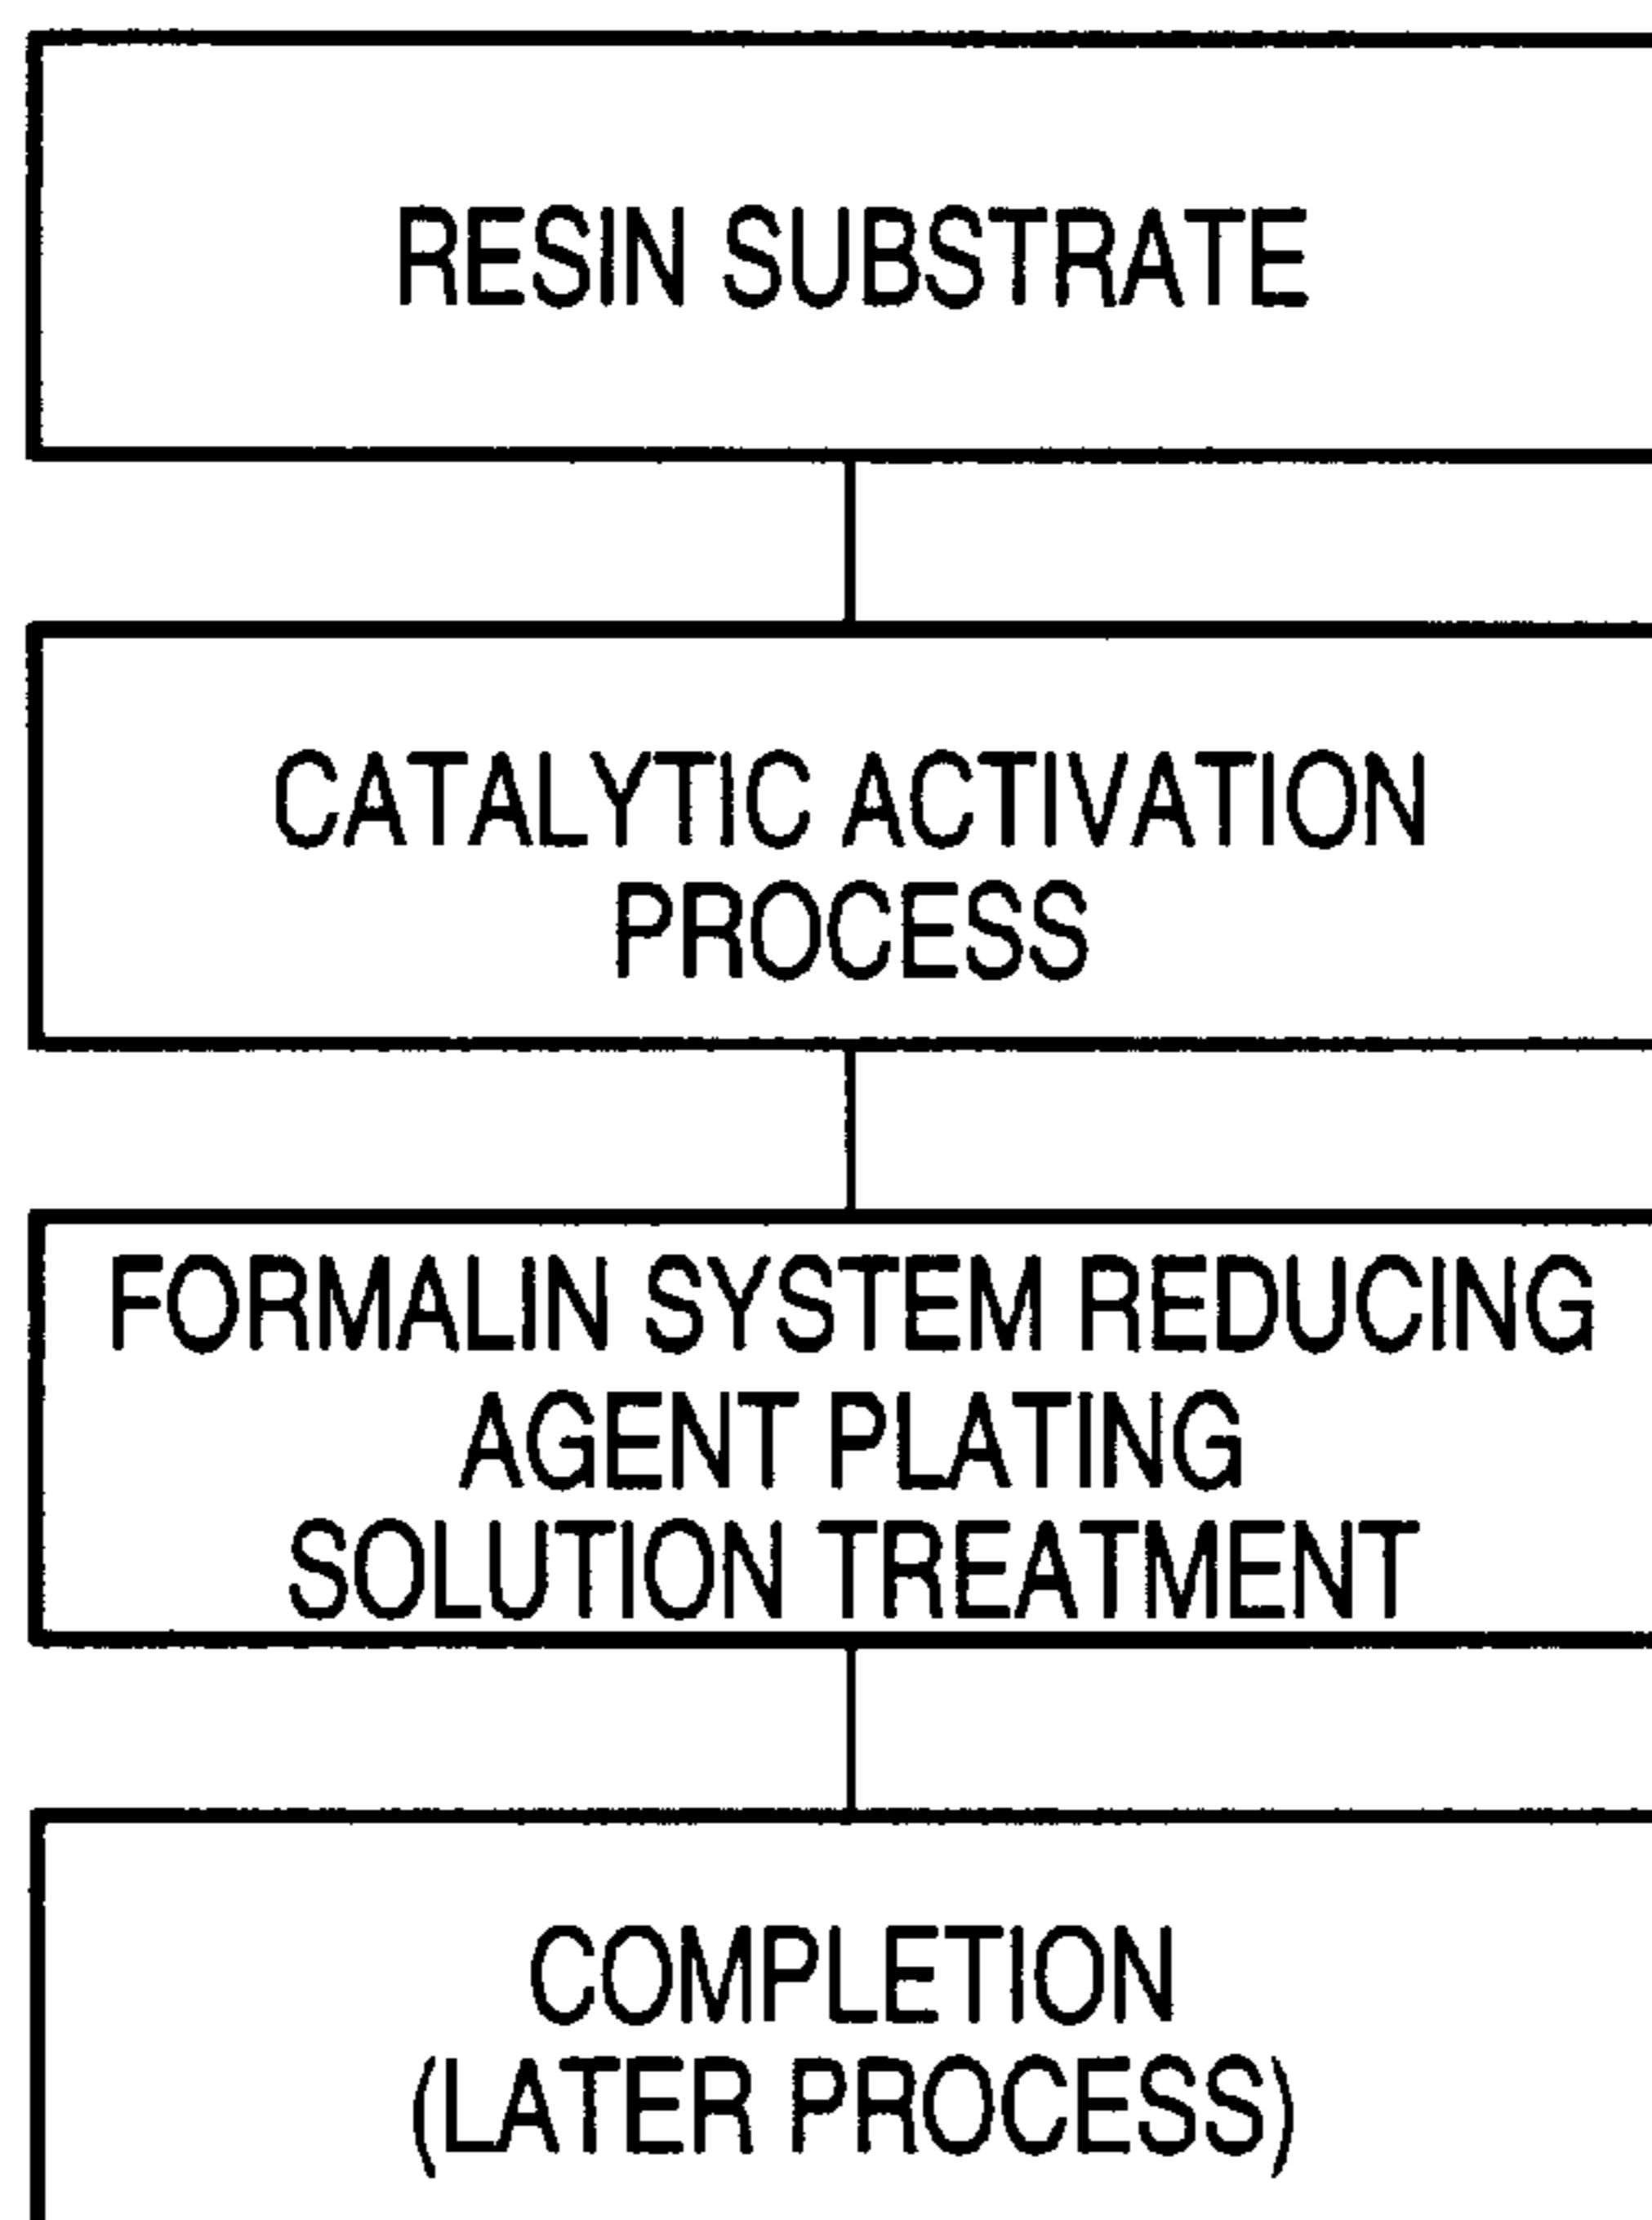 RESIN SUBSTRATE
CATALYTIC ACTIVATION
PROCESS
FORMALIN SYSTEM REDUCING
AGENT PLATING
SOLUTION TREATMENT
COMPLETION
(LATER PROCESS)